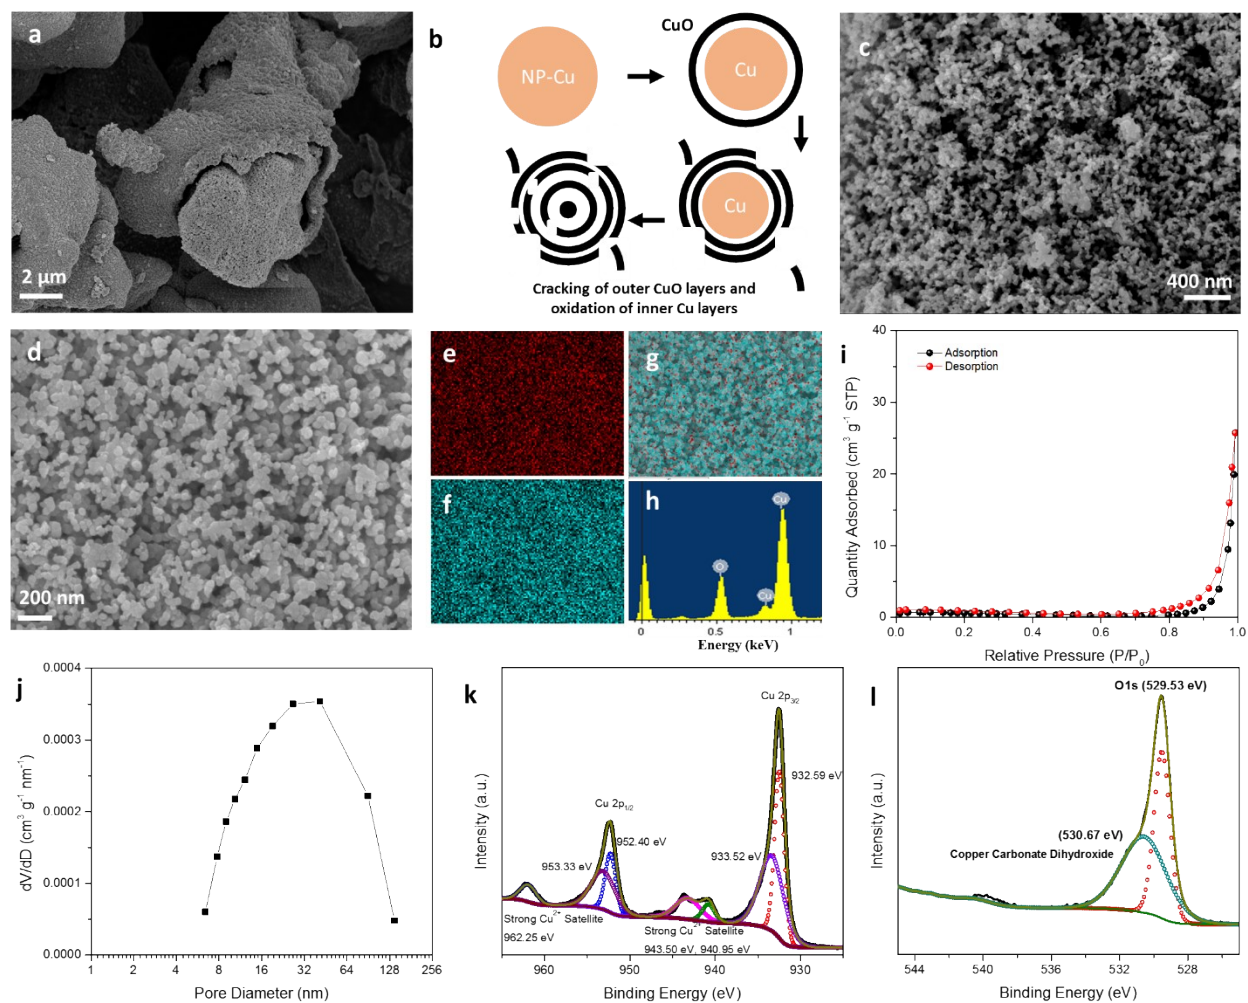 a
2 μm
b
NP-Cu
CuO
Cu
Cu
Cracking of outer CuO layers and
oxidation of inner Cu layers
c
400 nm
d
200 nm
e
f
g
h
Cu
O
Cu
0 0.5 1
Energy (keV)
i
Adsorption
Desorption
Quantity Adsorbed (cm³ g⁻¹ STP)
40
30
20
10
0
0.0 0.2 0.4 0.6 0.8 1.0
Relative Pressure (P/P₀)
j
dV/dD (cm³ g⁻¹ nm⁻¹)
0.0004
0.0003
0.0002
0.0001
0.0000
1 2 4 8 16 32 64 128 256
Pore Diameter (nm)
k
Cu 2p₃/₂
932.59 eV
Cu 2p₁/₂
952.40 eV
953.33 eV
933.52 eV
Strong Cu²⁺ Satellite
962.25 eV
Strong Cu²⁺ Satellite
943.50 eV, 940.95 eV
Intensity (a.u.)
960 950 940 930
Binding Energy (eV)
l
O1s (529.53 eV)
(530.67 eV)
Copper Carbonate Dihydroxide
Intensity (a.u.)
544 540 536 532 528
Binding Energy (eV)